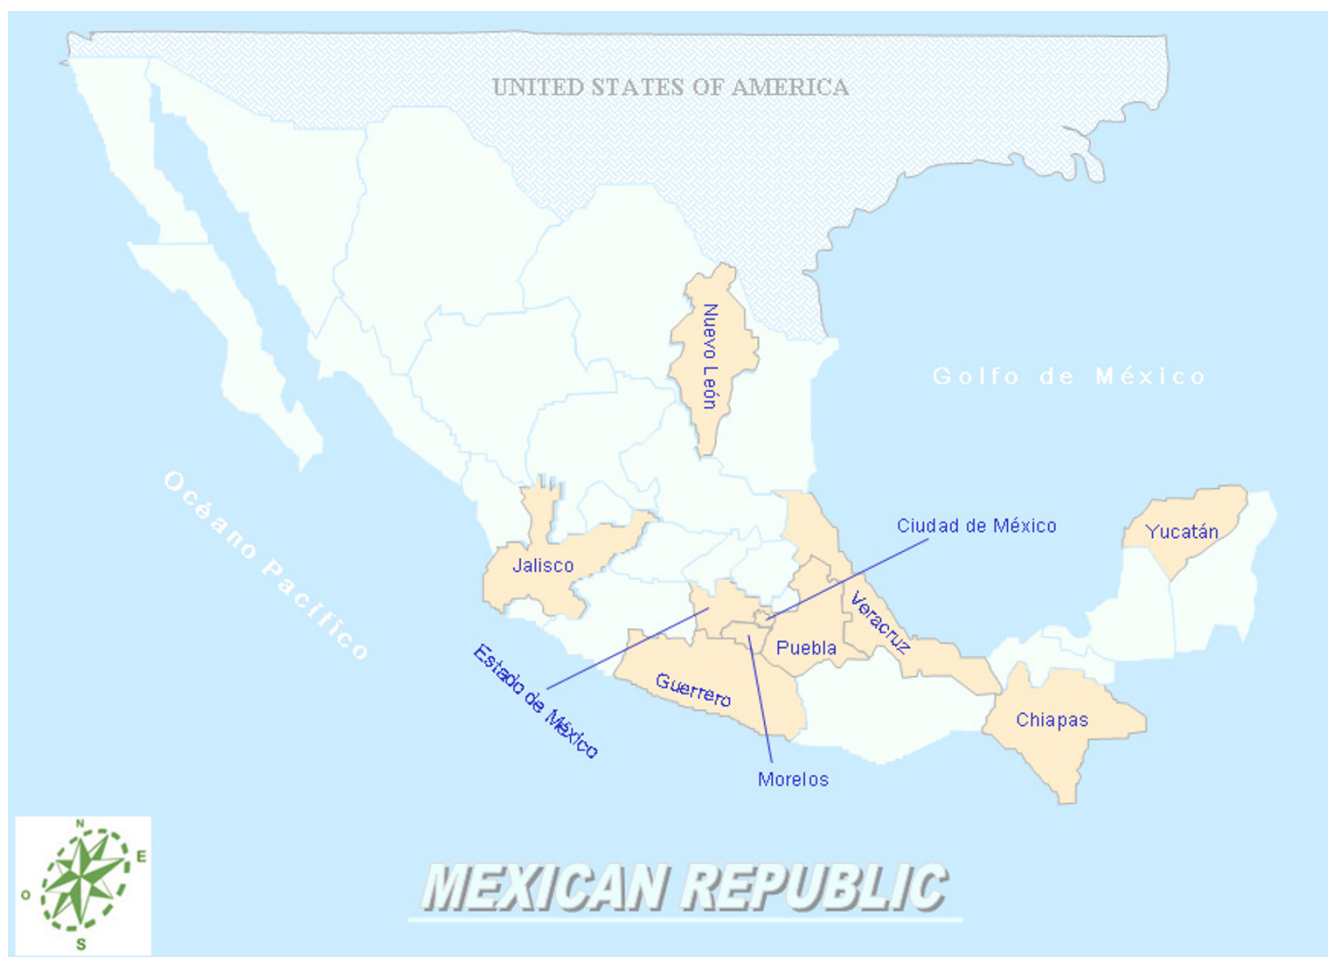 UNITED STATES OF AMERICA
Nuevo León
Golfo de México
Océano Pacífico
Ciudad de México
Yucatán
Jalisco
Veracruz
Puebla
Estado de México
Guerrero
Chiapas
Morelos
N
E
O
S
MEXICAN REPUBLIC